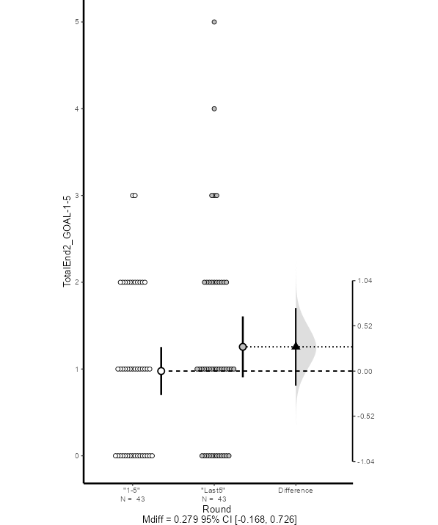 5
4
3
2
1
0
TotalEnd2_GOAL-1-5
1.04
0.52
0.00
-0.52
-1.04
"1-5" "Last5" Difference
N = 43 N = 43
Round
Mdiff = 0.279 95% CI [-0.168, 0.726]